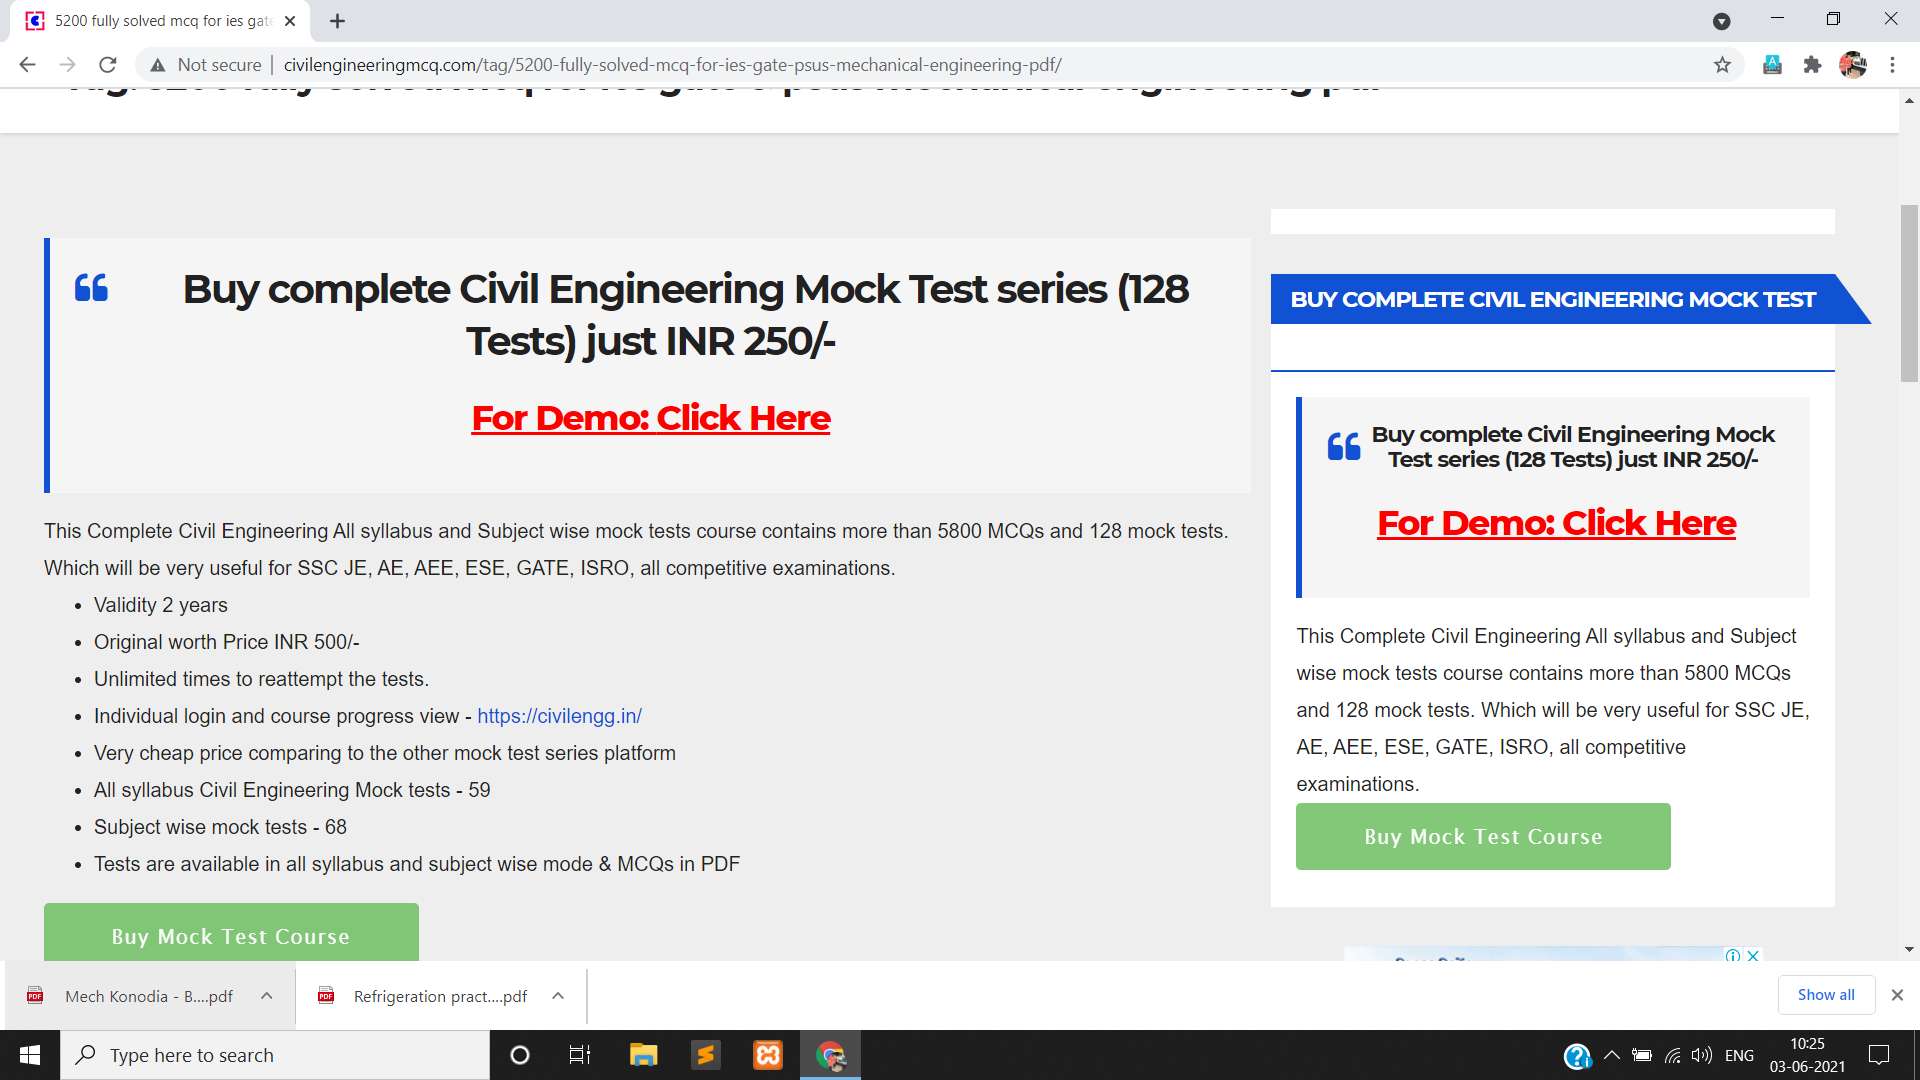 5200 fully solved mcq for ies gate
Not secure
civilengineeringmcq.com/tag/5200-fully-solved-mcq-for-ies-gate-psus-mechanical-engineering-pdf/
Buy complete Civil Engineering Mock Test series (128
Tests) just INR 250/-
For Demo: Click Here
This Complete Civil Engineering All syllabus and Subject wise mock tests course contains more than 5800 MCQs and 128 mock tests.
Which will be very useful for SSC JE, AE, AEE, ESE, GATE, ISRO, all competitive examinations.
• Validity 2 years
• Original worth Price INR 500/-
• Unlimited times to reattempt the tests.
• Individual login and course progress view - https://civilengg.in/
• Very cheap price comparing to the other mock test series platform
• All syllabus Civil Engineering Mock tests - 59
• Subject wise mock tests - 68
• Tests are available in all syllabus and subject wise mode & MCQs in PDF
Buy Mock Test Course
BUY COMPLETE CIVIL ENGINEERING MOCK TEST
Buy complete Civil Engineering Mock
Test series (128 Tests) just INR 250/-
For Demo: Click Here
This Complete Civil Engineering All syllabus and Subject
wise mock tests course contains more than 5800 MCQs
and 128 mock tests. Which will be very useful for SSC JE,
AE, AEE, ESE, GATE, ISRO, all competitive
examinations.
Buy Mock Test Course
Mech Konodia - B....pdf
Refrigeration pract....pdf
Show all
Type here to search
ENG
10:25
03-06-2021